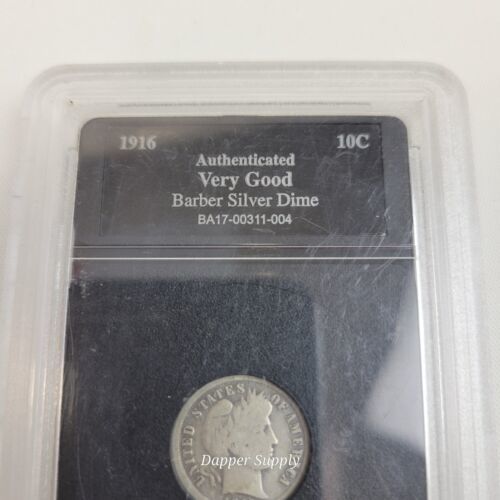 1916 10C
Authenticated
Very Good
Barber Silver Dime
BA17-00311-004
UNITED STATES OF AMERICA
Dapper Supply